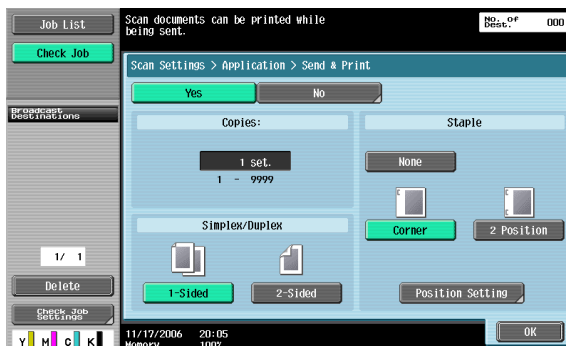 Job List
Check Job
Broadcast
Destinations
1/ 1
Delete
Check Job
Settings
Y M C K
Scan documents can be printed while
being sent.
No. of
Dest.
000
Scan Settings > Application > Send & Print
Yes
No
Copies:
1 set.
1 - 9999
Simplex/Duplex
1-Sided
2-Sided
Staple
None
Corner
2 Position
Position Setting
OK
11/17/2006 20:05
Memory 100%